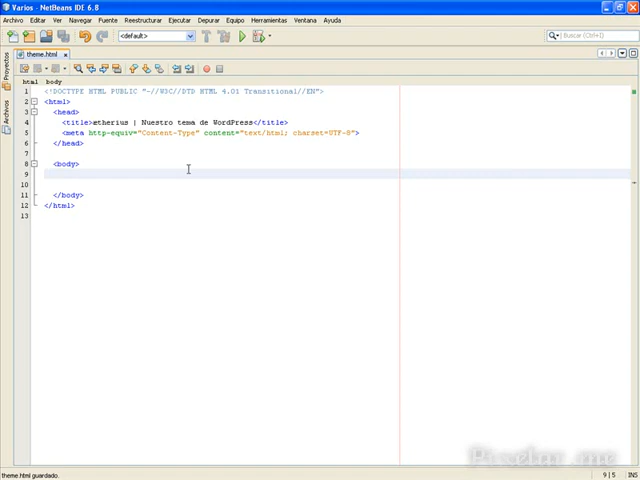 Varios - NetBeans IDE 6.8
Archivo Editar Ver Navegar Fuente Reestructurar Ejecutar Depurar Equipo Herramientas Ventana Ayuda
<default> Buscar (Ctrl+I)
theme.html
Proyectos
Archivos
html body
1 <!DOCTYPE HTML PUBLIC "-//W3C//DTD HTML 4.01 Transitional//EN">
2 <html>
3 <head>
4 <title>ætherius | Nuestro tema de WordPress</title>
5 <meta http-equiv="Content-Type" content="text/html; charset=UTF-8">
6 </head>
7
8 <body>
9
10
11 </body>
12 </html>
13
Pixelar.me
theme.html guardado. 9|5 INS